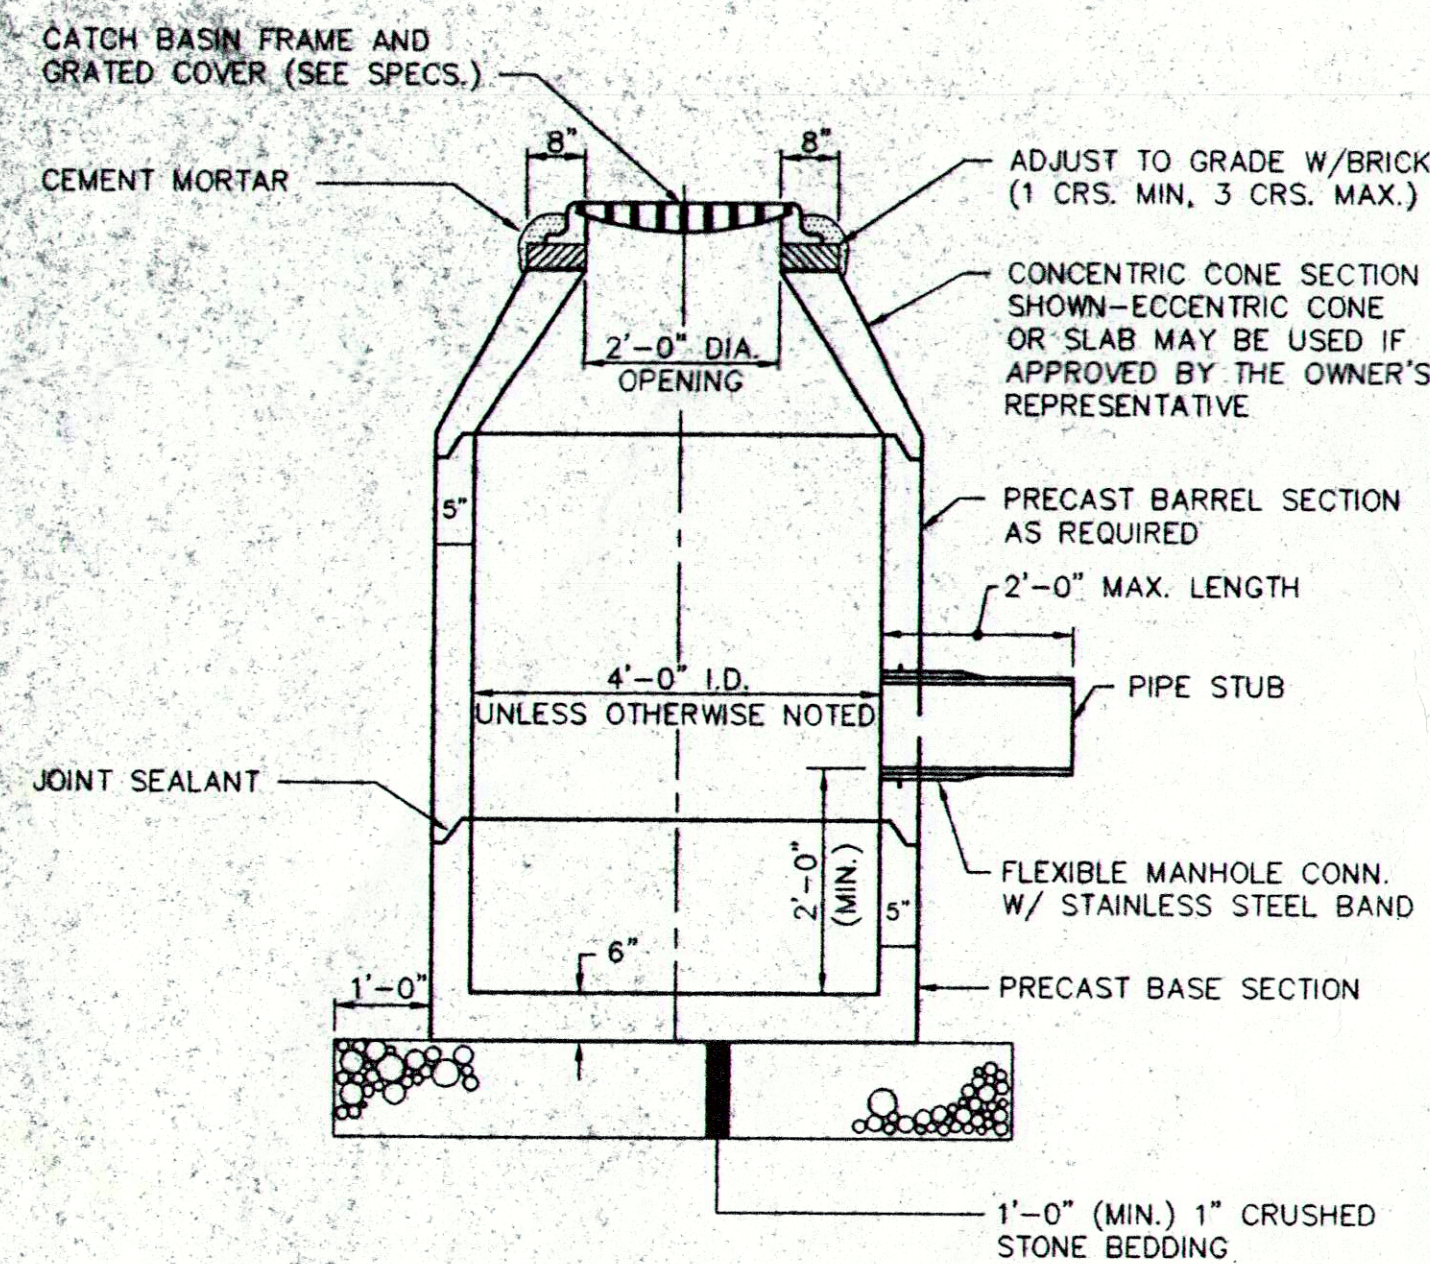 CATCH BASIN FRAME AND
GRATED COVER (SEE SPECS.)
8"
8"
CEMENT MORTAR
ADJUST TO GRADE W/BRICK
(1 CRS. MIN, 3 CRS. MAX.)
CONCENTRIC CONE SECTION
SHOWN-ECCENTRIC CONE
OR SLAB MAY BE USED IF
APPROVED BY THE OWNER'S
REPRESENTATIVE
2'-0" DIA.
OPENING
5"
PRECAST BARREL SECTION
AS REQUIRED
2'-0" MAX. LENGTH
4'-0" I.D.
UNLESS OTHERWISE NOTED
PIPE STUB
JOINT SEALANT
2'-0"
(MIN.)
FLEXIBLE MANHOLE CONN.
W/ STAINLESS STEEL BAND
5"
6"
1'-0"
PRECAST BASE SECTION
1'-0" (MIN.) 1" CRUSHED
STONE BEDDING